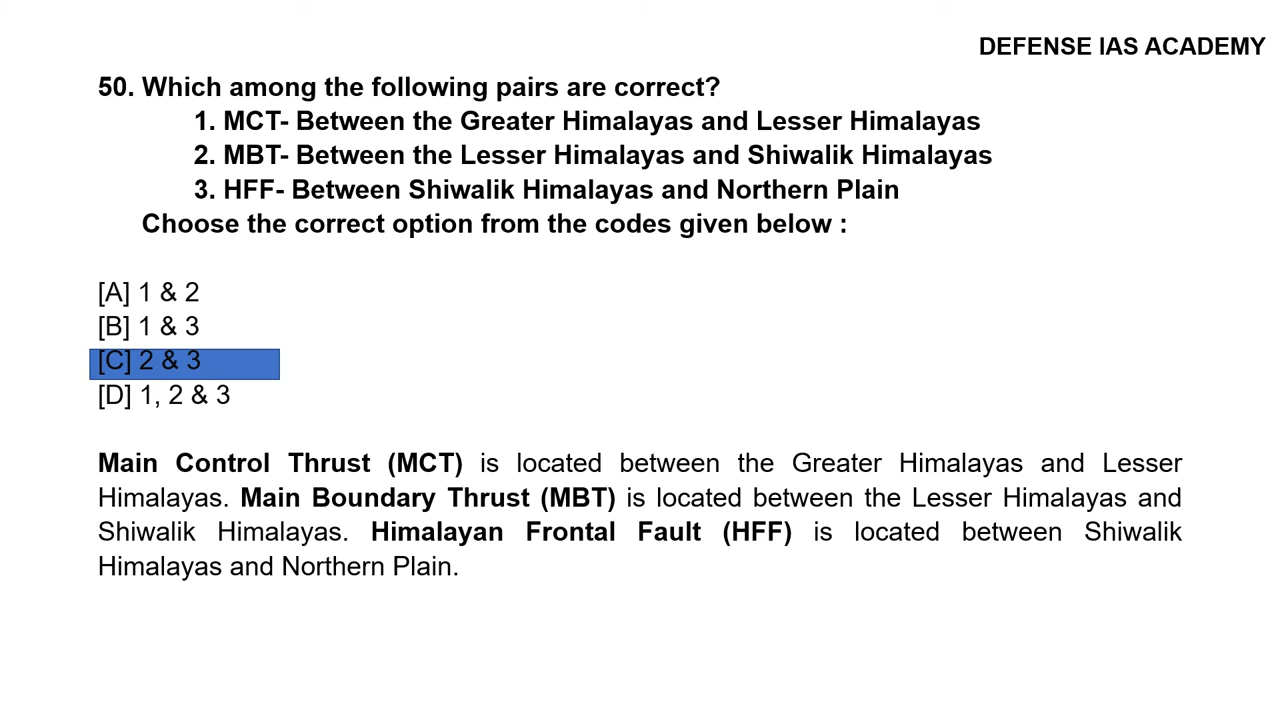 DEFENSE IAS ACADEMY
50. Which among the following pairs are correct?
1. MCT- Between the Greater Himalayas and Lesser Himalayas
2. MBT- Between the Lesser Himalayas and Shiwalik Himalayas
3. HFF- Between Shiwalik Himalayas and Northern Plain
Choose the correct option from the codes given below :
[A] 1 & 2
[B] 1 & 3
[C] 2 & 3
[D] 1, 2 & 3
Main Control Thrust (MCT) is located between the Greater Himalayas and Lesser
Himalayas. Main Boundary Thrust (MBT) is located between the Lesser Himalayas and
Shiwalik Himalayas. Himalayan Frontal Fault (HFF) is located between Shiwalik
Himalayas and Northern Plain.